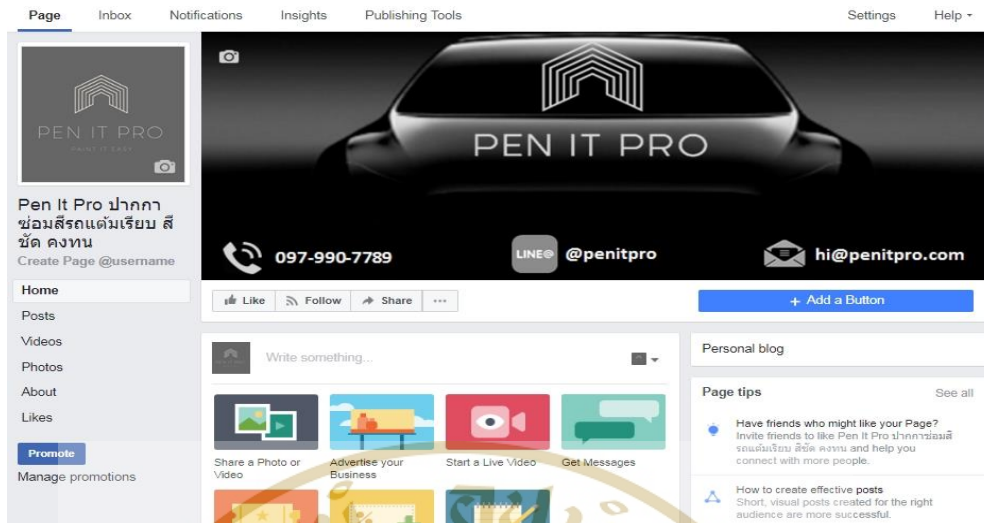 Page Inbox Notifications Insights Publishing Tools Settings Help
PEN IT PRO
PAINT IT EASY
PEN IT PRO
097-990-7789
LINE@ @penitpro
hi@penitpro.com
Pen It Pro ปากกา
ซ่อมสีรถแต้มเรียบ สี
ชัด คงทน
Create Page @username
Home
Posts
Videos
Photos
About
Likes
Promote
Manage promotions
Like Follow Share ...
+ Add a Button
Write something...
Share a Photo or
Video
Advertise your
Business
Start a Live Video
Get Messages
Personal blog
Page tips See all
Have friends who might like your Page?
Invite friends to like Pen It Pro ปากกาซ่อมสี
รถแต้มเรียบ สีชัด คงทน and help you
connect with more people.
How to create effective posts
Short, visual posts created for the right
audience are more successful.